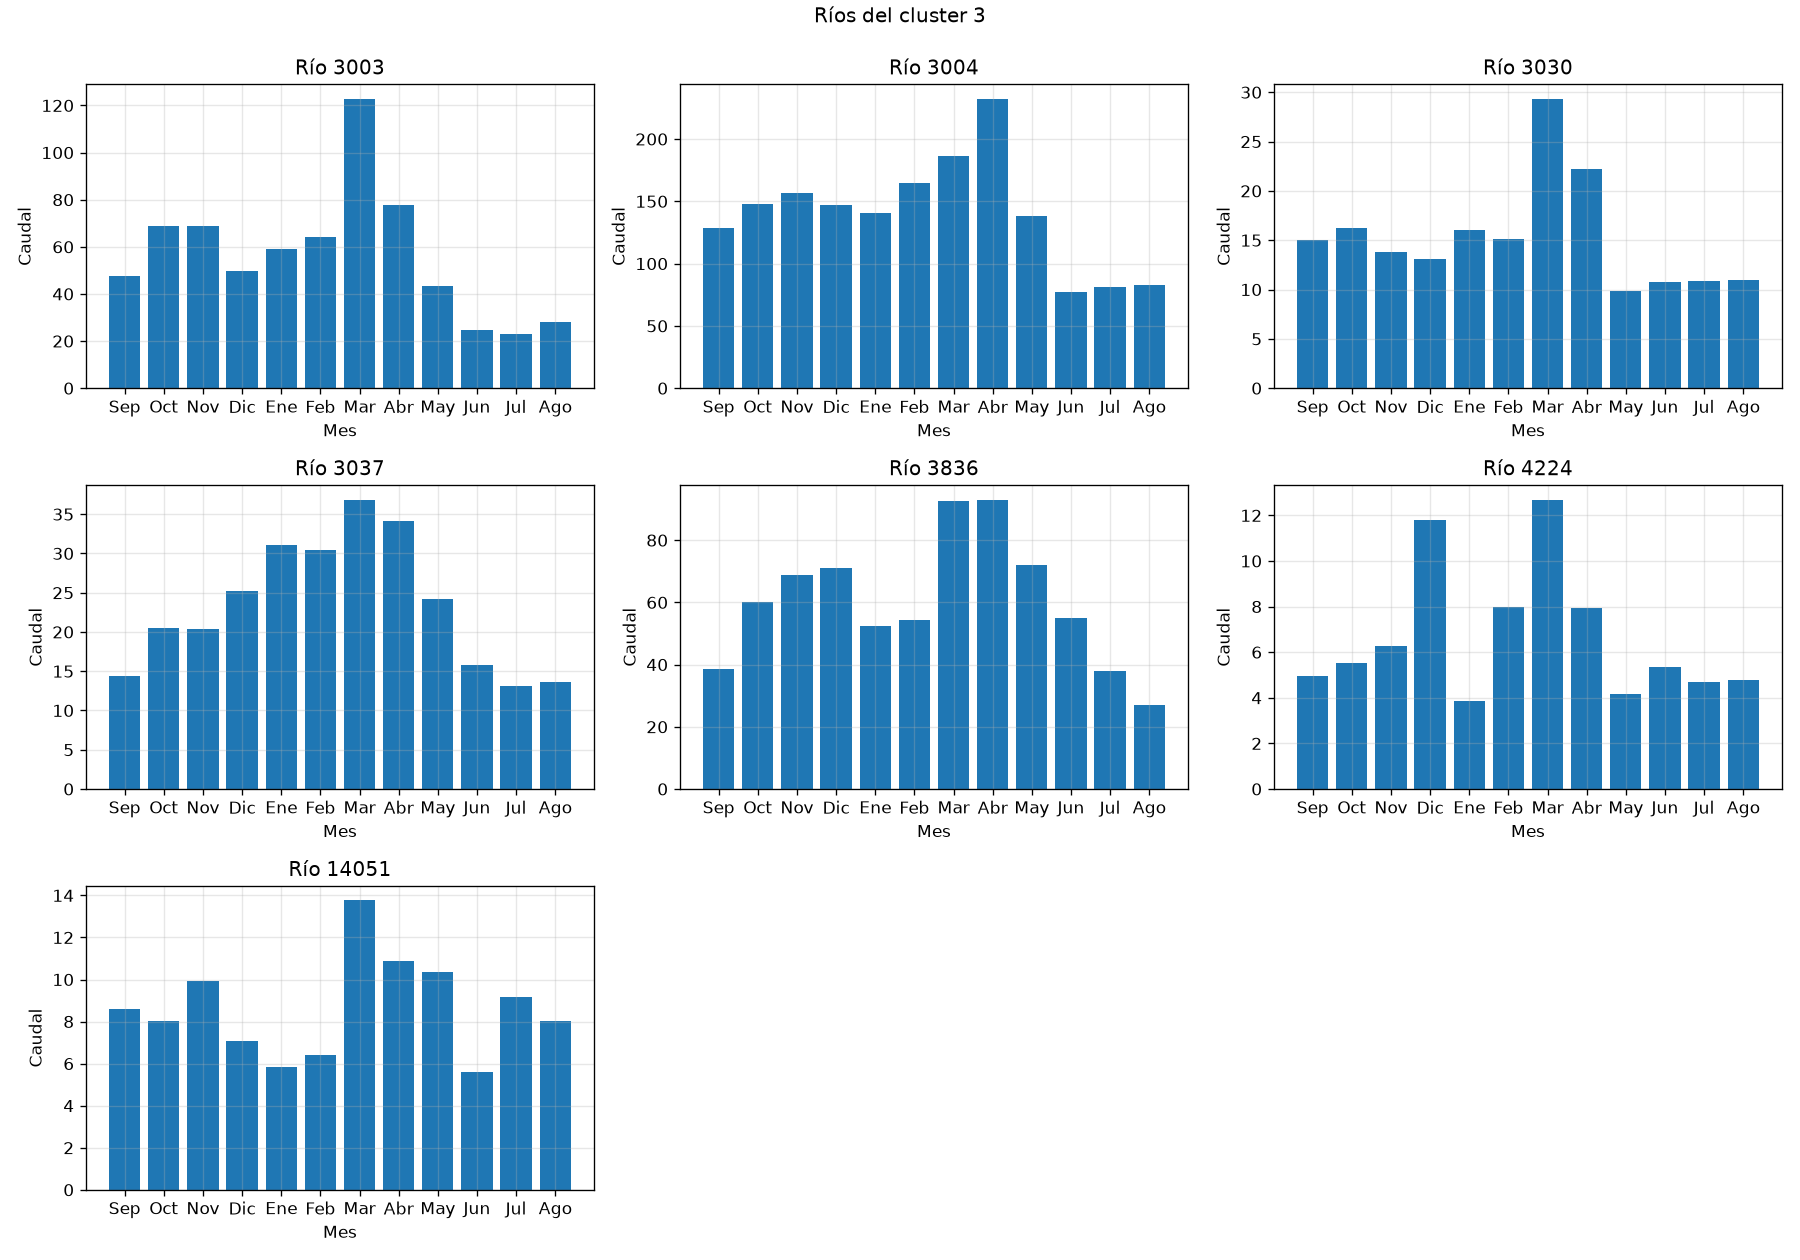 Ríos del cluster 3
Río 3003
120
100
80
60
40
20
0
Caudal
Sep Oct Nov Dic Ene Feb Mar Abr May Jun Jul Ago
Mes
Río 3004
200
150
100
50
0
Caudal
Sep Oct Nov Dic Ene Feb Mar Abr May Jun Jul Ago
Mes
Río 3030
30
25
20
15
10
5
0
Caudal
Sep Oct Nov Dic Ene Feb Mar Abr May Jun Jul Ago
Mes
Río 3037
35
30
25
20
15
10
5
0
Caudal
Sep Oct Nov Dic Ene Feb Mar Abr May Jun Jul Ago
Mes
Río 3836
80
60
40
20
0
Caudal
Sep Oct Nov Dic Ene Feb Mar Abr May Jun Jul Ago
Mes
Río 4224
12
10
8
6
4
2
0
Caudal
Sep Oct Nov Dic Ene Feb Mar Abr May Jun Jul Ago
Mes
Río 14051
14
12
10
8
6
4
2
0
Caudal
Sep Oct Nov Dic Ene Feb Mar Abr May Jun Jul Ago
Mes